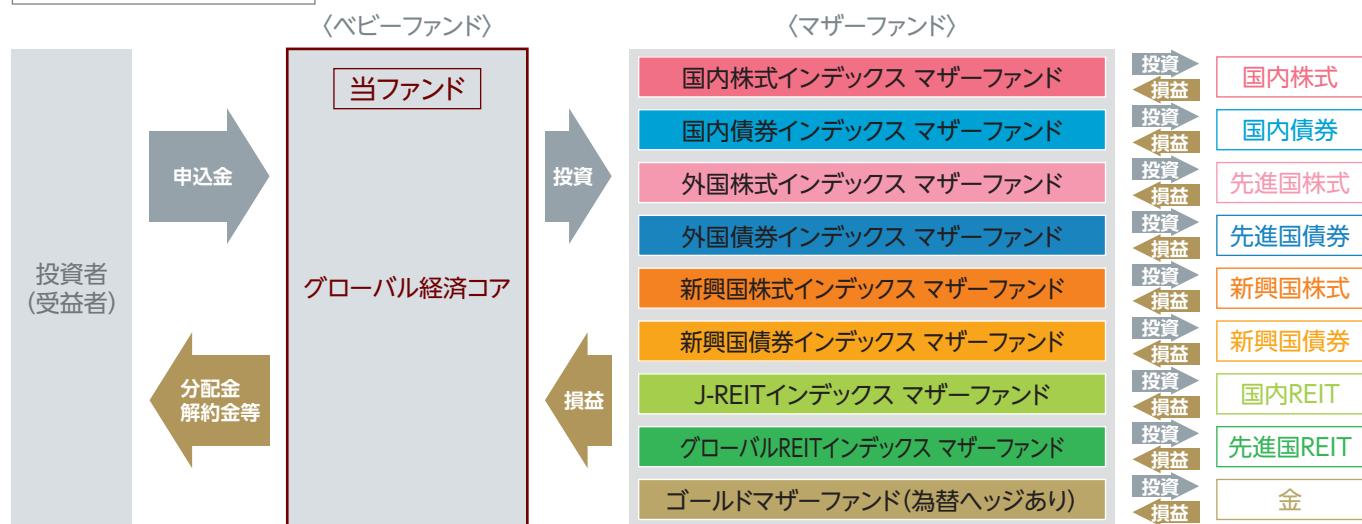 〈ベビーファンド〉
〈マザーファンド〉
投資者
(受益者)
申込金
分配金
解約金等
当ファンド
グローバル経済コア
投資
損益
国内株式インデックス マザーファンド
投資
損益
国内株式
国内債券インデックス マザーファンド
投資
損益
国内債券
外国株式インデックス マザーファンド
投資
損益
先進国株式
外国債券インデックス マザーファンド
投資
損益
先進国債券
新興国株式インデックス マザーファンド
投資
損益
新興国株式
新興国債券インデックス マザーファンド
投資
損益
新興国債券
J-REITインデックス マザーファンド
投資
損益
国内REIT
グローバルREITインデックス マザーファンド
投資
損益
先進国REIT
ゴールドマザーファンド(為替ヘッジあり)
投資
損益
金